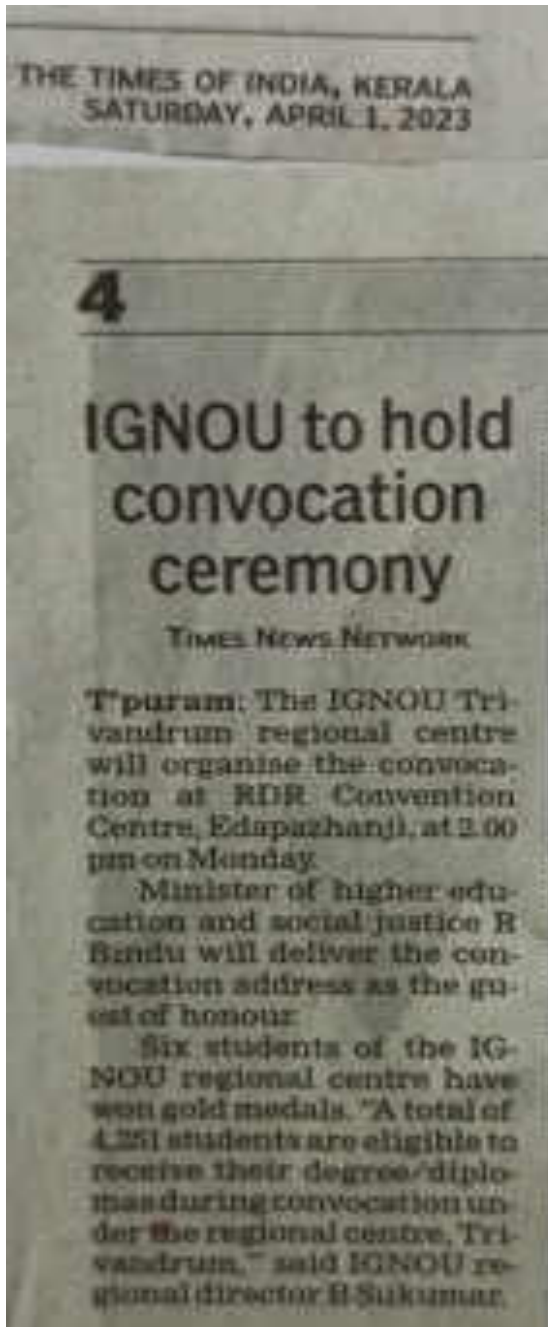 THE TIMES OF INDIA, KERALA
SATURDAY, APRIL 1, 2023
4
IGNOU to hold
convocation
ceremony
TIMES NEWS NETWORK
T'puram: The IGNOU Tri-
vandrum regional centre
will organise the convoca-
tion at RDR Convention
Centre, Edapazhanji, at 2.00
pm on Monday.
Minister of higher edu-
cation and social justice R
Bindu will deliver the con-
vocation address as the gu-
est of honour.
Six students of the IG-
NOU regional centre have
won gold medals. "A total of
4,251 students are eligible to
receive their degree/diplo-
mas during convocation un-
der the regional centre, Tri-
vandrum," said IGNOU re-
gional director B Sukumar.